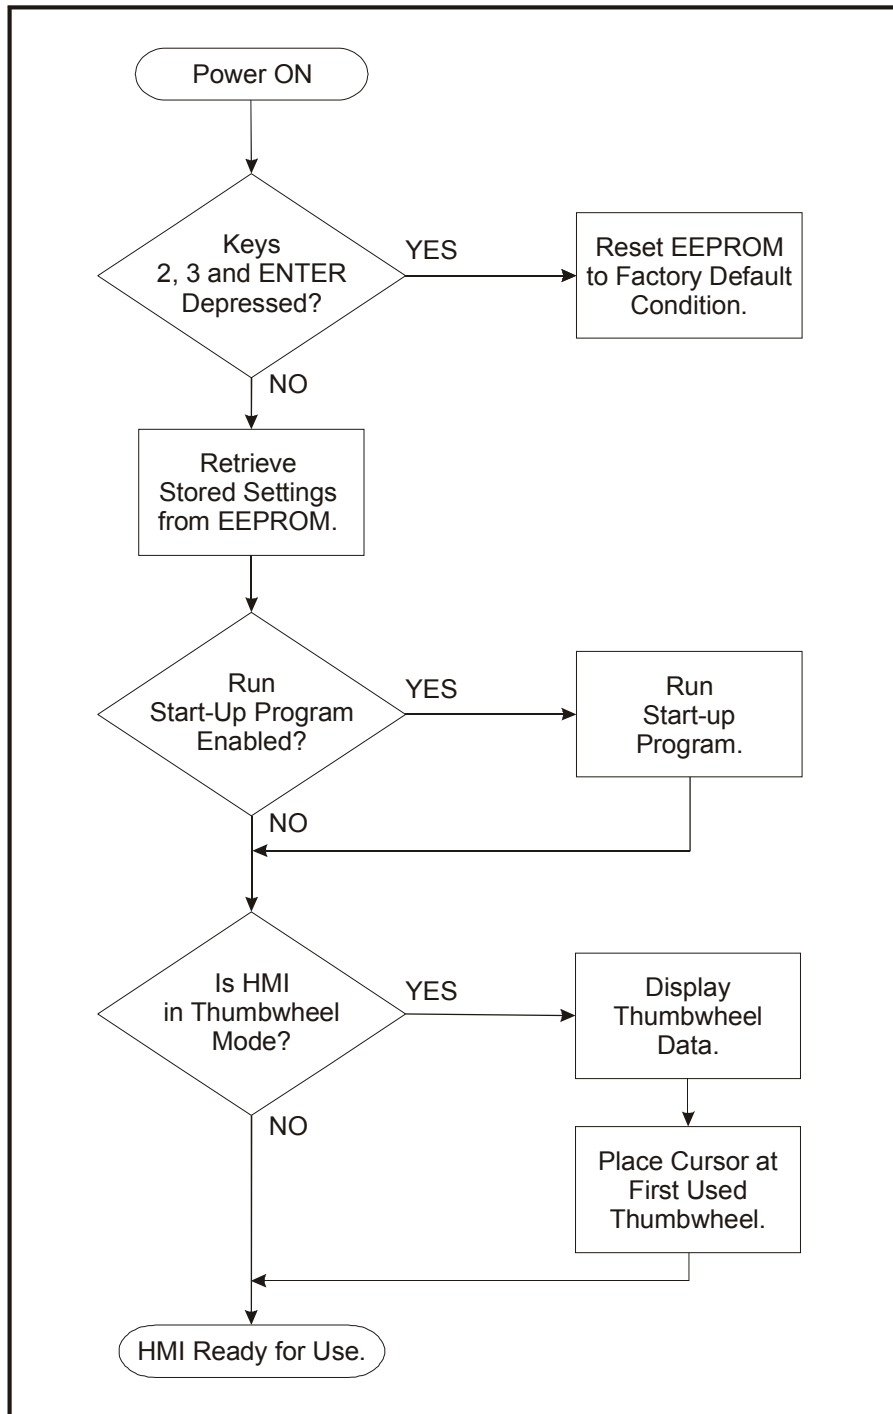 Power ON
Keys
2, 3 and ENTER
Depressed?
YES
Reset EEPROM
to Factory Default
Condition.
NO
Retrieve
Stored Settings
from EEPROM.
Run
Start-Up Program
Enabled?
YES
Run
Start-up
Program.
NO
Is HMI
in Thumbwheel
Mode?
YES
Display
Thumbwheel
Data.
NO
Place Cursor at
First Used
Thumbwheel.
HMI Ready for Use.